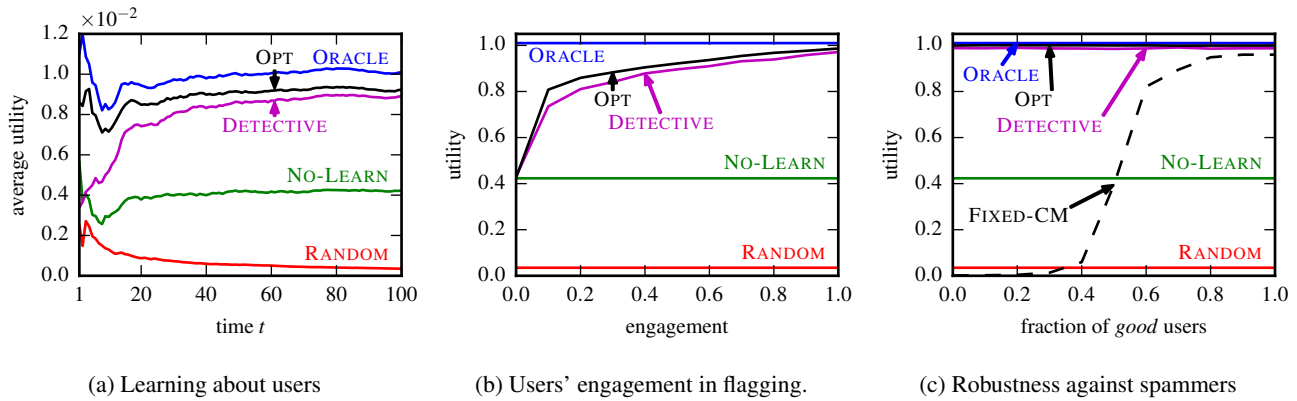 ×10⁻²
1.2
1.0
0.8
0.6
0.4
0.2
0.0
average utility
OPT
ORACLE
DETECTIVE
NO-LEARN
RANDOM
1 20 40 60 80 100
time t
(a) Learning about users
1.0
0.8
0.6
0.4
0.2
0.0
utility
ORACLE
OPT
DETECTIVE
NO-LEARN
RANDOM
0.0 0.2 0.4 0.6 0.8 1.0
engagement
(b) Users' engagement in flagging.
1.0
0.8
0.6
0.4
0.2
0.0
utility
ORACLE
OPT
DETECTIVE
NO-LEARN
FIXED-CM
RANDOM
0.0 0.2 0.4 0.6 0.8 1.0
fraction of good users
(c) Robustness against spammers